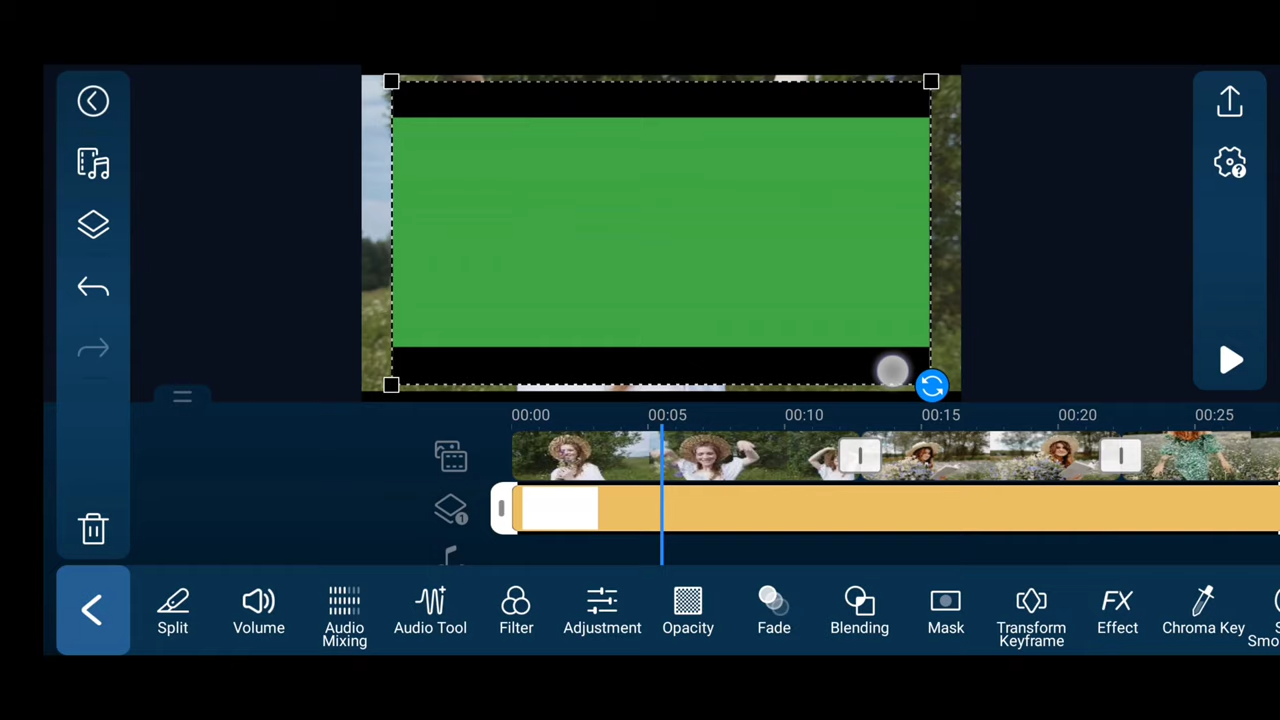 00:00 00:05 00:10 00:15 00:20 00:25
1
Split Volume Audio Mixing Audio Tool Filter Adjustment Opacity Fade Blending Mask Transform Keyframe FX Effect Chroma Key